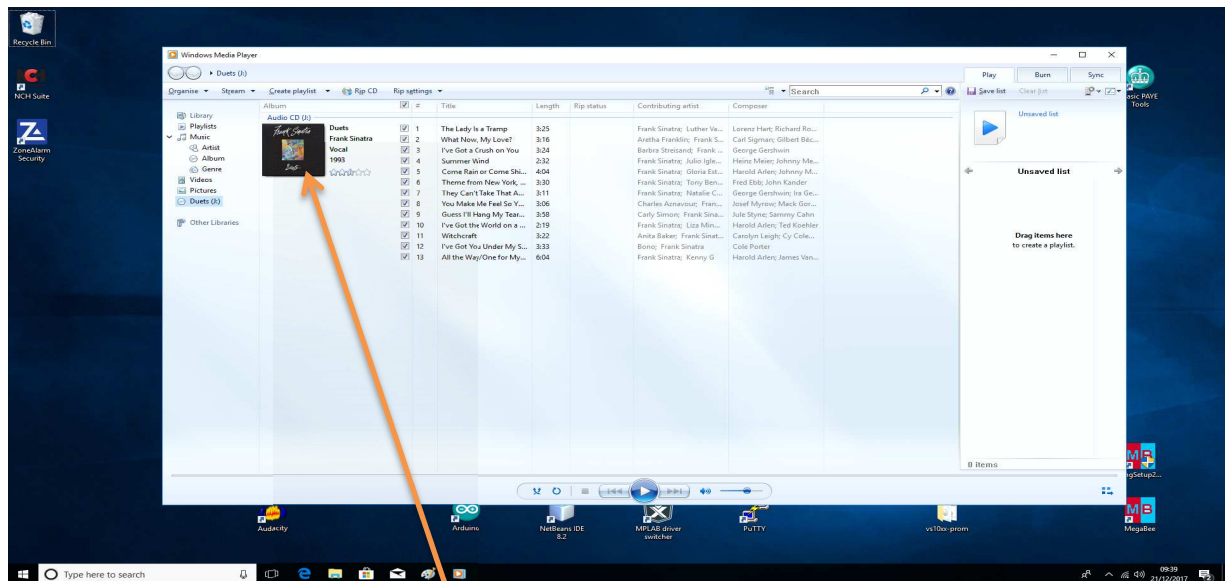 Recycle Bin
NCH Suite
ZoneAlarm
Security
Windows Media Player
Duets (J:)
Organise Stream Create playlist Rip CD Rip settings Search
Play Burn Sync
Save list Clear list
Album # Title Length Rip status Contributing artist Composer
Library
Playlists
Music
Artist
Album
Genre
Videos
Pictures
Duets (J:)
Other Libraries
Audio CD (J:)
Frank Sinatra
Duets
Duets
Frank Sinatra
Vocal
1993
1 The Lady Is a Tramp 3:25 Frank Sinatra; Luther Va... Lorenz Hart; Richard Ro...
2 What Now, My Love? 3:16 Aretha Franklin; Frank S... Carl Sigman; Gilbert Béc...
3 I've Got a Crush on You 3:24 Barbra Streisand; Frank ... George Gershwin
4 Summer Wind 2:32 Frank Sinatra; Julio Igle... Heinz Meier; Johnny Me...
5 Come Rain or Come Shi... 4:04 Frank Sinatra; Gloria Est... Harold Arlen; Johnny M...
6 Theme from New York, ... 3:30 Frank Sinatra; Tony Ben... Fred Ebb; John Kander
7 They Can't Take That A... 3:11 Frank Sinatra; Natalie C... George Gershwin; Ira Ge...
8 You Make Me Feel So Y... 3:06 Charles Aznavour; Fran... Josef Myrow; Mack Gor...
9 Guess I'll Hang My Tear... 3:58 Carly Simon; Frank Sina... Jule Styne; Sammy Cahn
10 I've Got the World on a ... 2:19 Frank Sinatra; Liza Min... Harold Arlen; Ted Koehler
11 Witchcraft 3:22 Anita Baker; Frank Sinat... Carolyn Leigh; Cy Cole...
12 I've Got You Under My S... 3:33 Bono; Frank Sinatra Cole Porter
13 All the Way/One for My... 6:04 Frank Sinatra; Kenny G Harold Arlen; James Van...
Unsaved list
Unsaved list
Drag items here
to create a playlist.
0 items
asic PAYE
Tools
ngSetup2...
MB
MegaBee
Audacity
Arduino
NetBeans IDE
8.2
MPLAB driver
switcher
PuTTY
vs10xx-prom
Type here to search
09:39
21/12/2017